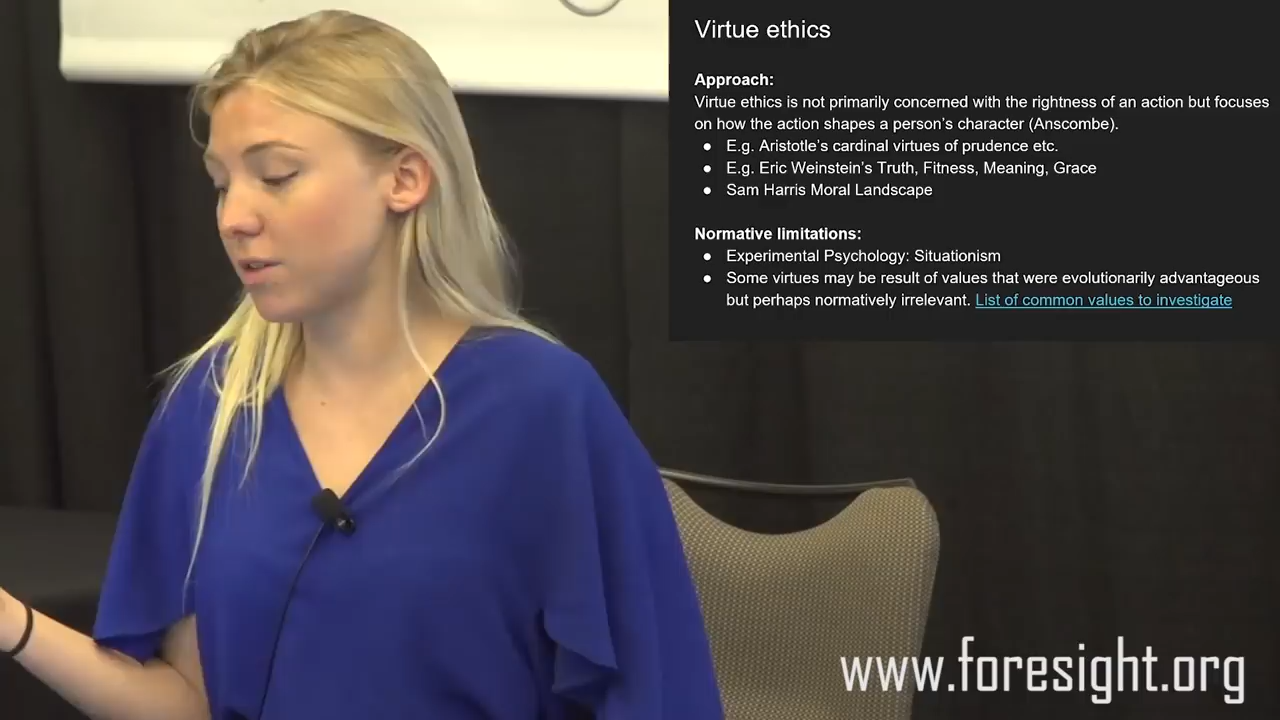 Virtue ethics
Approach:
Virtue ethics is not primarily concerned with the rightness of an action but focuses
on how the action shapes a person's character (Anscombe).
● E.g. Aristotle's cardinal virtues of prudence etc.
● E.g. Eric Weinstein's Truth, Fitness, Meaning, Grace
● Sam Harris Moral Landscape
Normative limitations:
● Experimental Psychology: Situationism
● Some virtues may be result of values that were evolutionarily advantageous
but perhaps normatively irrelevant. List of common values to investigate
www.foresight.org